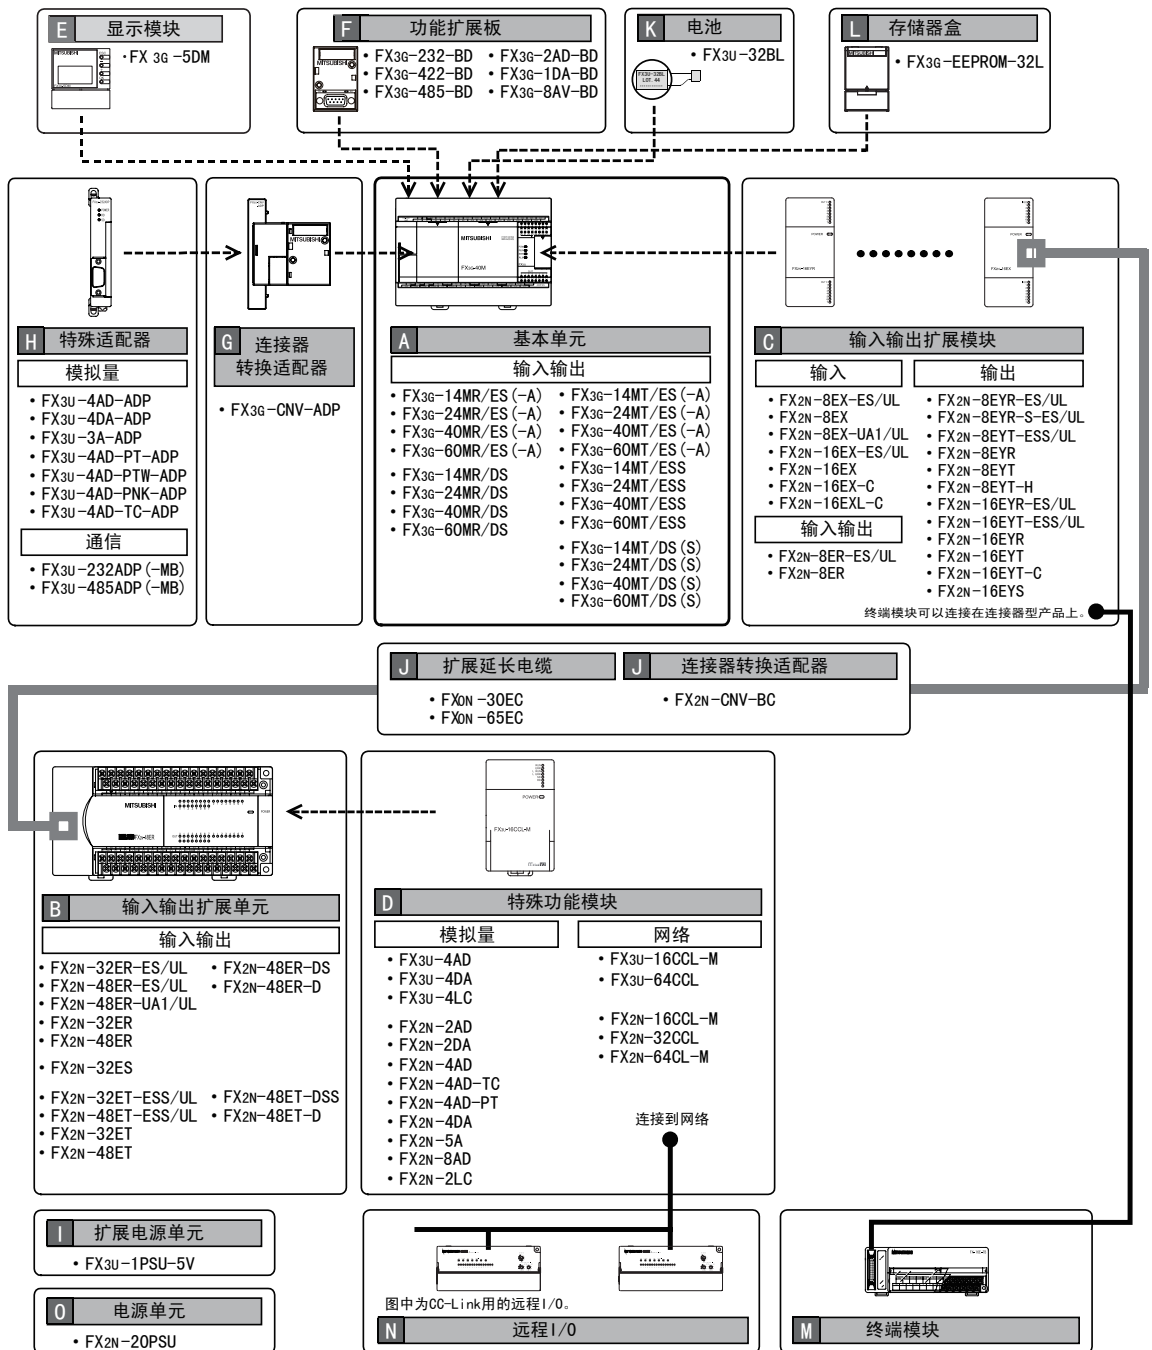 E 显示模块
·FX 3G -5DM
F 功能扩展板
• FX3G-232-BD • FX3G-2AD-BD
• FX3G-422-BD • FX3G-1DA-BD
• FX3G-485-BD • FX3G-8AV-BD
K 电池
• FX3U-32BL
FX3U-32BL
LOT. 44
L 存储器盒
• FX3G-EEPROM-32L
MITSUBISHI
H 特殊适配器
模拟量
• FX3U-4AD-ADP
• FX3U-4DA-ADP
• FX3U-3A-ADP
• FX3U-4AD-PT-ADP
• FX3U-4AD-PTW-ADP
• FX3U-4AD-PNK-ADP
• FX3U-4AD-TC-ADP
通信
• FX3U-232ADP(-MB)
• FX3U-485ADP(-MB)
MITSUBISHI
G 连接器
转换适配器
• FX3G-CNV-ADP
MITSUBISHI
FX3G-40M
A 基本单元
输入输出
• FX3G-14MR/ES(-A) • FX3G-14MT/ES(-A)
• FX3G-24MR/ES(-A) • FX3G-24MT/ES(-A)
• FX3G-40MR/ES(-A) • FX3G-40MT/ES(-A)
• FX3G-60MR/ES(-A) • FX3G-60MT/ES(-A)
• FX3G-14MR/DS • FX3G-14MT/ESS
• FX3G-24MR/DS • FX3G-24MT/ESS
• FX3G-40MR/DS • FX3G-40MT/ESS
• FX3G-60MR/DS • FX3G-60MT/ESS
• FX3G-14MT/DS(S)
• FX3G-24MT/DS(S)
• FX3G-40MT/DS(S)
• FX3G-60MT/DS(S)
POWER
POWER
C 输入输出扩展模块
输入
• FX2N-8EX-ES/UL
• FX2N-8EX
• FX2N-8EX-UA1/UL
• FX2N-16EX-ES/UL
• FX2N-16EX
• FX2N-16EX-C
• FX2N-16EXL-C
输入输出
• FX2N-8ER-ES/UL
• FX2N-8ER
输出
• FX2N-8EYR-ES/UL
• FX2N-8EYR-S-ES/UL
• FX2N-8EYT-ESS/UL
• FX2N-8EYR
• FX2N-8EYT
• FX2N-8EYT-H
• FX2N-16EYR-ES/UL
• FX2N-16EYT-ESS/UL
• FX2N-16EYR
• FX2N-16EYT
• FX2N-16EYT-C
• FX2N-16EYS
终端模块可以连接在连接器型产品上。
J 扩展延长电缆
• FX0N -30EC
• FX0N -65EC
J 连接器转换适配器
• FX2N-CNV-BC
MITSUBISHI
B 输入输出扩展单元
输入输出
• FX2N-32ER-ES/UL • FX2N-48ER-DS
• FX2N-48ER-ES/UL • FX2N-48ER-D
• FX2N-48ER-UA1/UL
• FX2N-32ER
• FX2N-48ER
• FX2N-32ES
• FX2N-32ET-ESS/UL • FX2N-48ET-DSS
• FX2N-48ET-ESS/UL • FX2N-48ET-D
• FX2N-32ET
• FX2N-48ET
POWER
FX3U-16CCL-M
D 特殊功能模块
模拟量
• FX3U-4AD
• FX3U-4DA
• FX3U-4LC
• FX2N-2AD
• FX2N-2DA
• FX2N-4AD
• FX2N-4AD-TC
• FX2N-4AD-PT
• FX2N-4DA
• FX2N-5A
• FX2N-8AD
• FX2N-2LC
网络
• FX3U-16CCL-M
• FX3U-64CCL
• FX2N-16CCL-M
• FX2N-32CCL
• FX2N-64CL-M
连接到网络
I 扩展电源单元
• FX3U-1PSU-5V
O 电源单元
• FX2N-20PSU
图中为CC-Link用的远程I/O。
N 远程I/O
M 终端模块